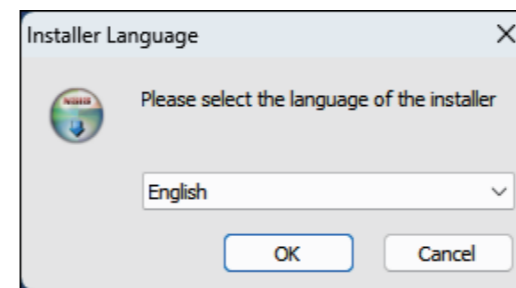 Installer Language
Please select the language of the installer
English
OK
Cancel